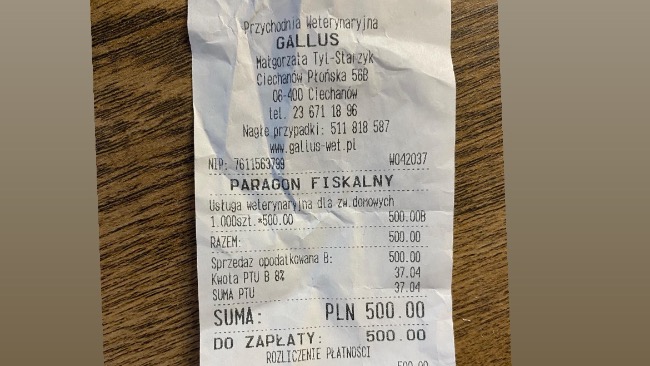 Przychodnia Weterynaryjna
GALLUS
Małgorzata Tyl-Starzyk
Ciechanów Płońska 56B
06-400 Ciechanów
tel. 23 671 18 96
Nagłe przypadki: 511 818 587
www.gallus-wet.pl
NIP: 7611563799 W042037
PARAGON FISKALNY
Usługa weterynaryjna dla zw.domowych
1.000szt.*500.00 500.00B
RAZEM: 500.00
Sprzedaż opodatkowana B: 500.00
Kwota PTU B 8% 37.04
SUMA PTU 37.04
SUMA: PLN 500.00
DO ZAPŁATY: 500.00
ROZLICZENIE PŁATNOŚCI